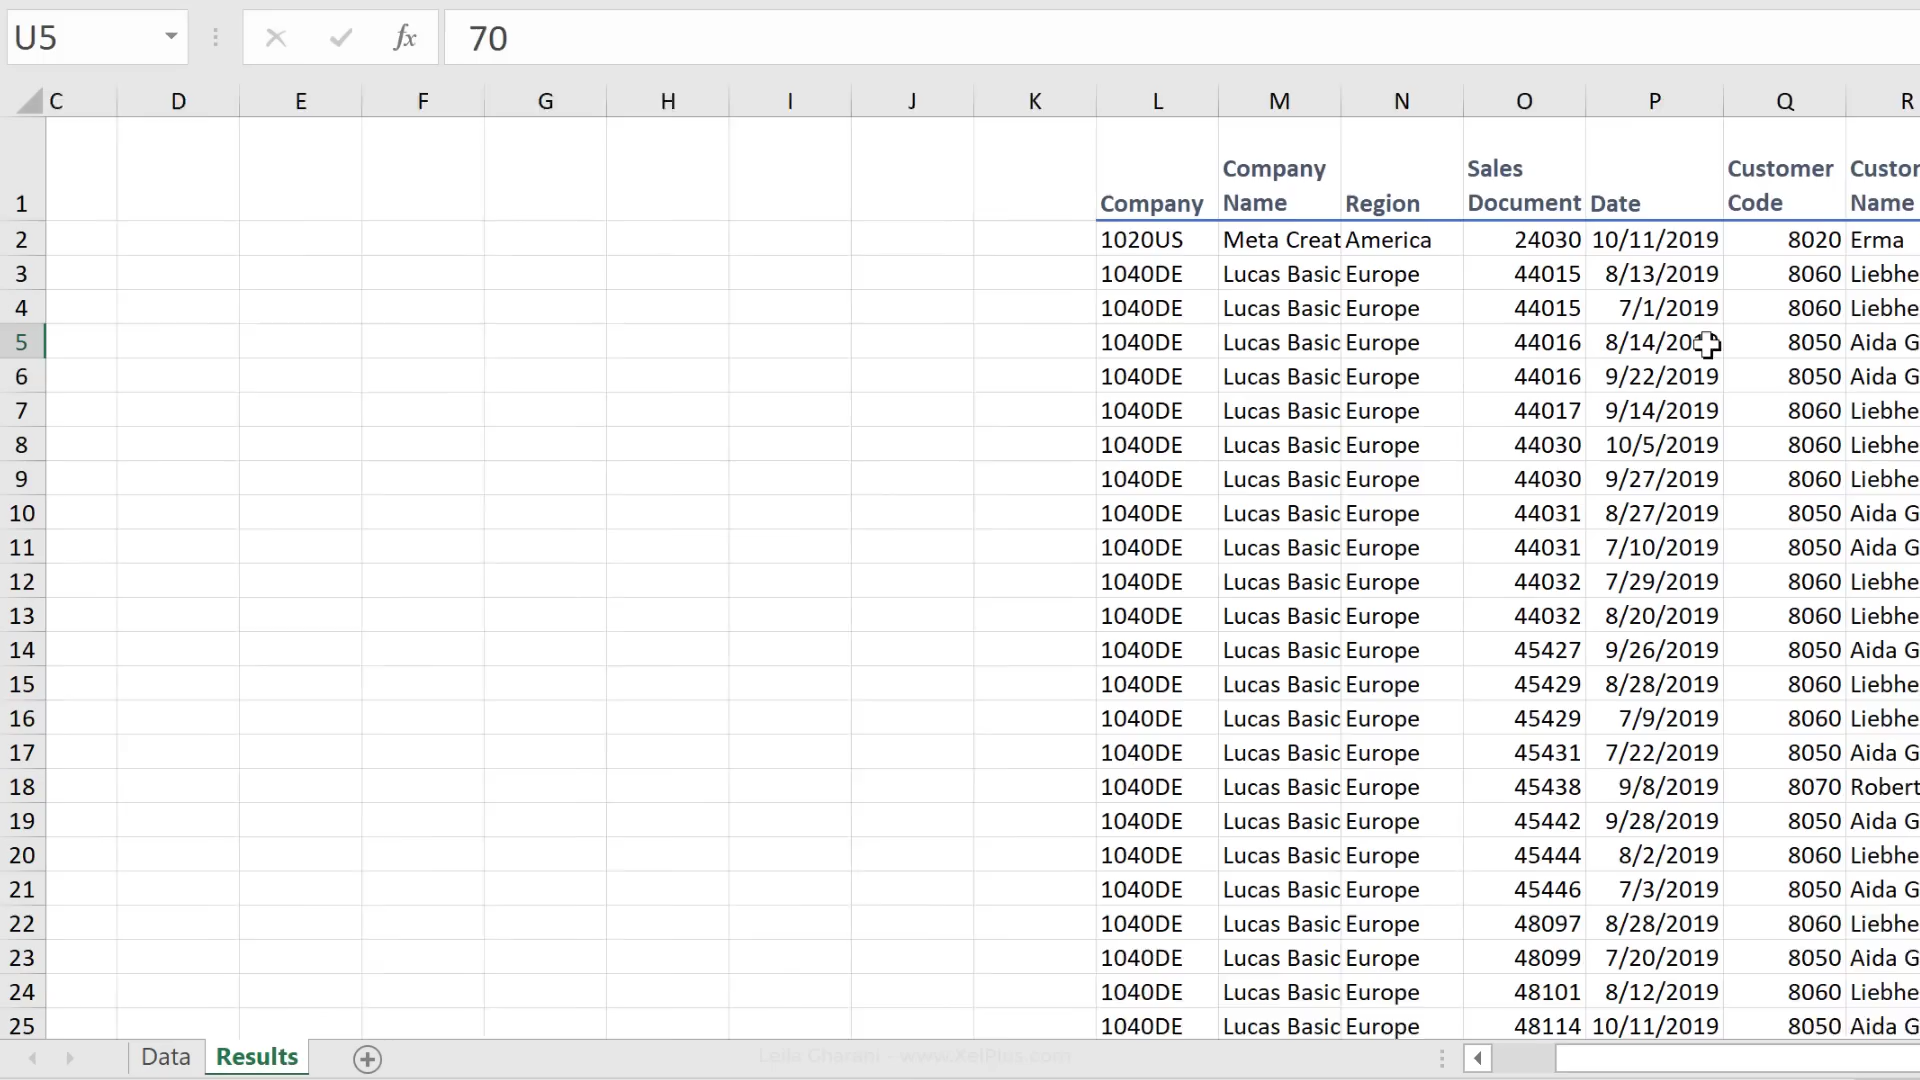 U5 fx 70
C D E F G H I J K L M N O P Q R
Company Sales Customer Custor
1 Company Name Region Document Date Code Name
2 1020US Meta Creat America 24030 10/11/2019 8020 Erma
3 1040DE Lucas Basic Europe 44015 8/13/2019 8060 Liebhe
4 1040DE Lucas Basic Europe 44015 7/1/2019 8060 Liebhe
5 1040DE Lucas Basic Europe 44016 8/14/20 8050 Aida G
6 1040DE Lucas Basic Europe 44016 9/22/2019 8050 Aida G
7 1040DE Lucas Basic Europe 44017 9/14/2019 8060 Liebhe
8 1040DE Lucas Basic Europe 44030 10/5/2019 8060 Liebhe
9 1040DE Lucas Basic Europe 44030 9/27/2019 8060 Liebhe
10 1040DE Lucas Basic Europe 44031 8/27/2019 8050 Aida G
11 1040DE Lucas Basic Europe 44031 7/10/2019 8050 Aida G
12 1040DE Lucas Basic Europe 44032 7/29/2019 8060 Liebhe
13 1040DE Lucas Basic Europe 44032 8/20/2019 8060 Liebhe
14 1040DE Lucas Basic Europe 45427 9/26/2019 8050 Aida G
15 1040DE Lucas Basic Europe 45429 8/28/2019 8060 Liebhe
16 1040DE Lucas Basic Europe 45429 7/9/2019 8060 Liebhe
17 1040DE Lucas Basic Europe 45431 7/22/2019 8050 Aida G
18 1040DE Lucas Basic Europe 45438 9/8/2019 8070 Robert
19 1040DE Lucas Basic Europe 45442 9/28/2019 8050 Aida G
20 1040DE Lucas Basic Europe 45444 8/2/2019 8060 Liebhe
21 1040DE Lucas Basic Europe 45446 7/3/2019 8050 Aida G
22 1040DE Lucas Basic Europe 48097 8/28/2019 8060 Liebhe
23 1040DE Lucas Basic Europe 48099 7/20/2019 8050 Aida G
24 1040DE Lucas Basic Europe 48101 8/12/2019 8060 Liebhe
25 1040DE Lucas Basic Europe 48114 10/11/2019 8050 Aida G
Data Results Leila Gharani - www.XelPlus.com